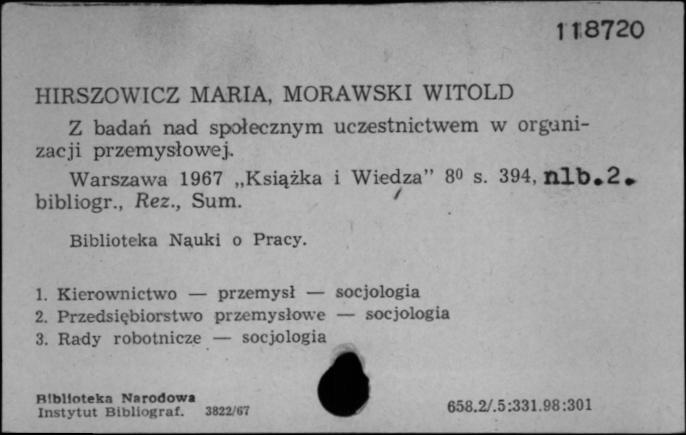 118720
HIRSZOWICZ MARIA, MORAWSKI WITOLD
Z badań nad społecznym uczestnictwem w organi-
zacji przemysłowej.
Warszawa 1967 „Książka i Wiedza” 8⁰ s. 394, nlb.2.
bibliogr., Rez., Sum.
Biblioteka Nauki o Pracy.
1. Kierownictwo — przemysł — socjologia
2. Przedsiębiorstwo przemysłowe — socjologia
3. Rady robotnicze — socjologia
Biblioteka Narodowa
Instytut Bibliograf. 3822/67
658.2/.5:331.98:301